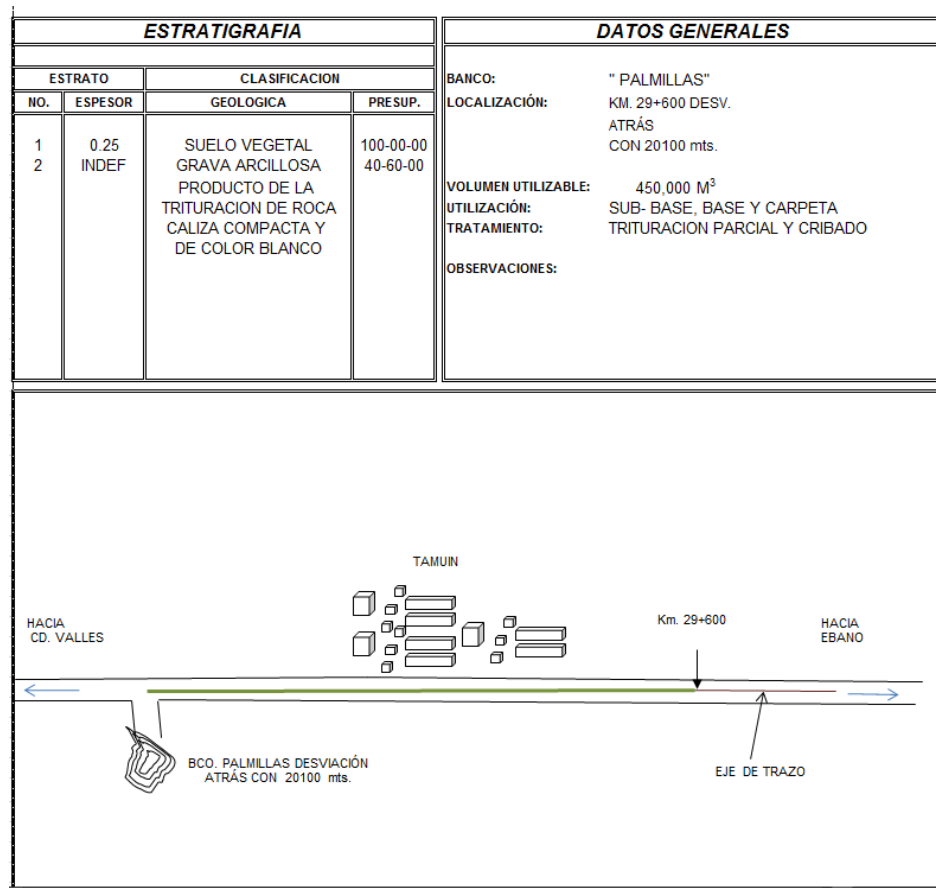 ESTRATIGRAFIA
ESTRATO CLASIFICACION
NO. ESPESOR GEOLOGICA PRESUP.
1 0.25 SUELO VEGETAL 100-00-00
2 INDEF GRAVA ARCILLOSA 40-60-00
PRODUCTO DE LA
TRITURACION DE ROCA
CALIZA COMPACTA Y
DE COLOR BLANCO
DATOS GENERALES
BANCO: " PALMILLAS"
LOCALIZACIÓN: KM. 29+600 DESV.
ATRÁS
CON 20100 mts.
VOLUMEN UTILIZABLE: 450,000 M³
UTILIZACIÓN: SUB- BASE, BASE Y CARPETA
TRATAMIENTO: TRITURACION PARCIAL Y CRIBADO
OBSERVACIONES:
TAMUIN
HACIA
CD. VALLES
Km. 29+600
HACIA
EBANO
BCO. PALMILLAS DESVIACIÓN
ATRÁS CON 20100 mts.
EJE DE TRAZO